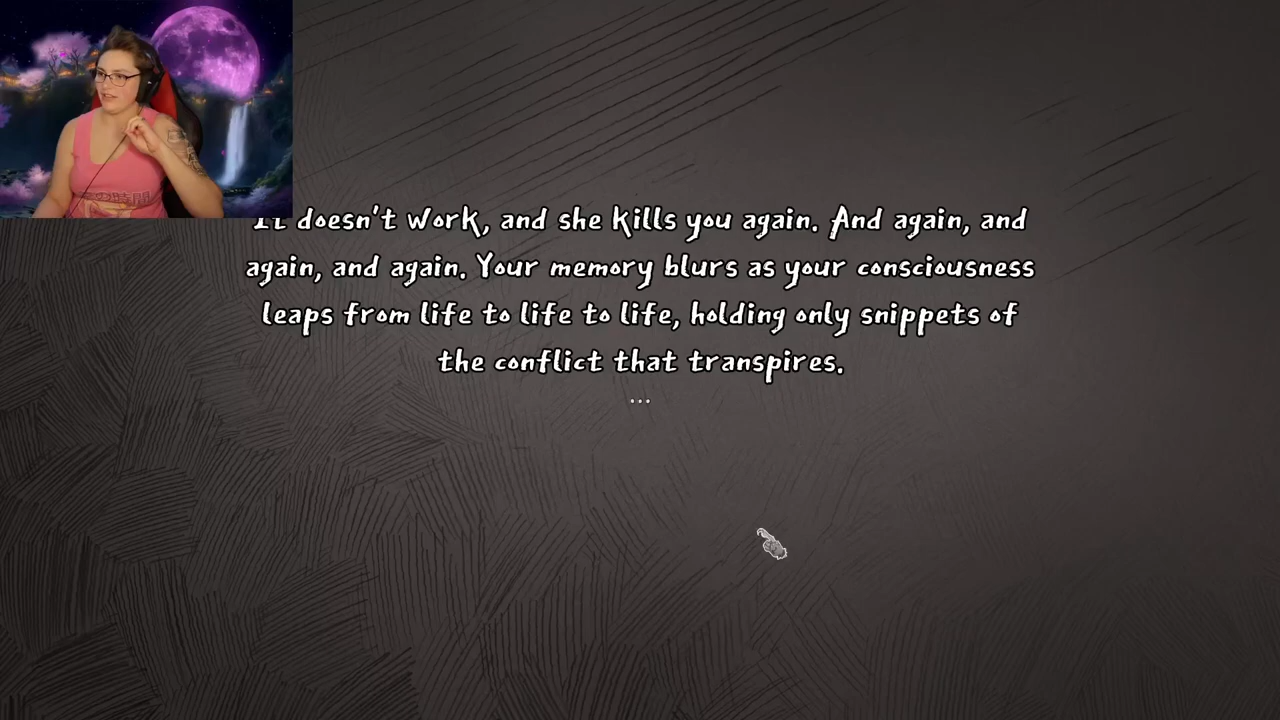 It doesn't work, and she kills you again. And again, and
again, and again. Your memory blurs as your consciousness
leaps from life to life to life, holding only snippets of
the conflict that transpires.
...